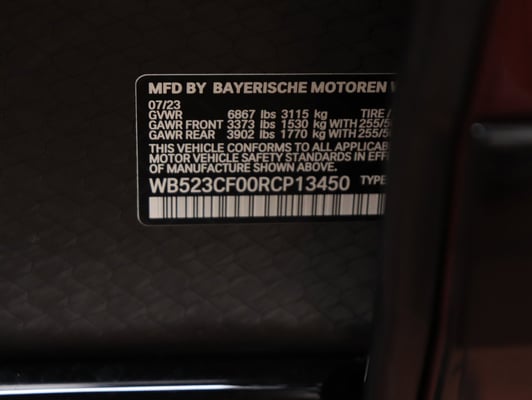 MFD BY BAYERISCHE MOTOREN W
07/23
GVWR 6867 lbs 3115 kg TIRE /
GAWR FRONT 3373 lbs 1530 kg WITH 255/5
GAWR REAR 3902 lbs 1770 kg WITH 255/5
THIS VEHICLE CONFORMS TO ALL APPLICAB
MOTOR VEHICLE SAFETY STANDARDS IN EFF
OF MANUFACTURE SHOWN ABOVE.
WB523CF00RCP13450 TYPE